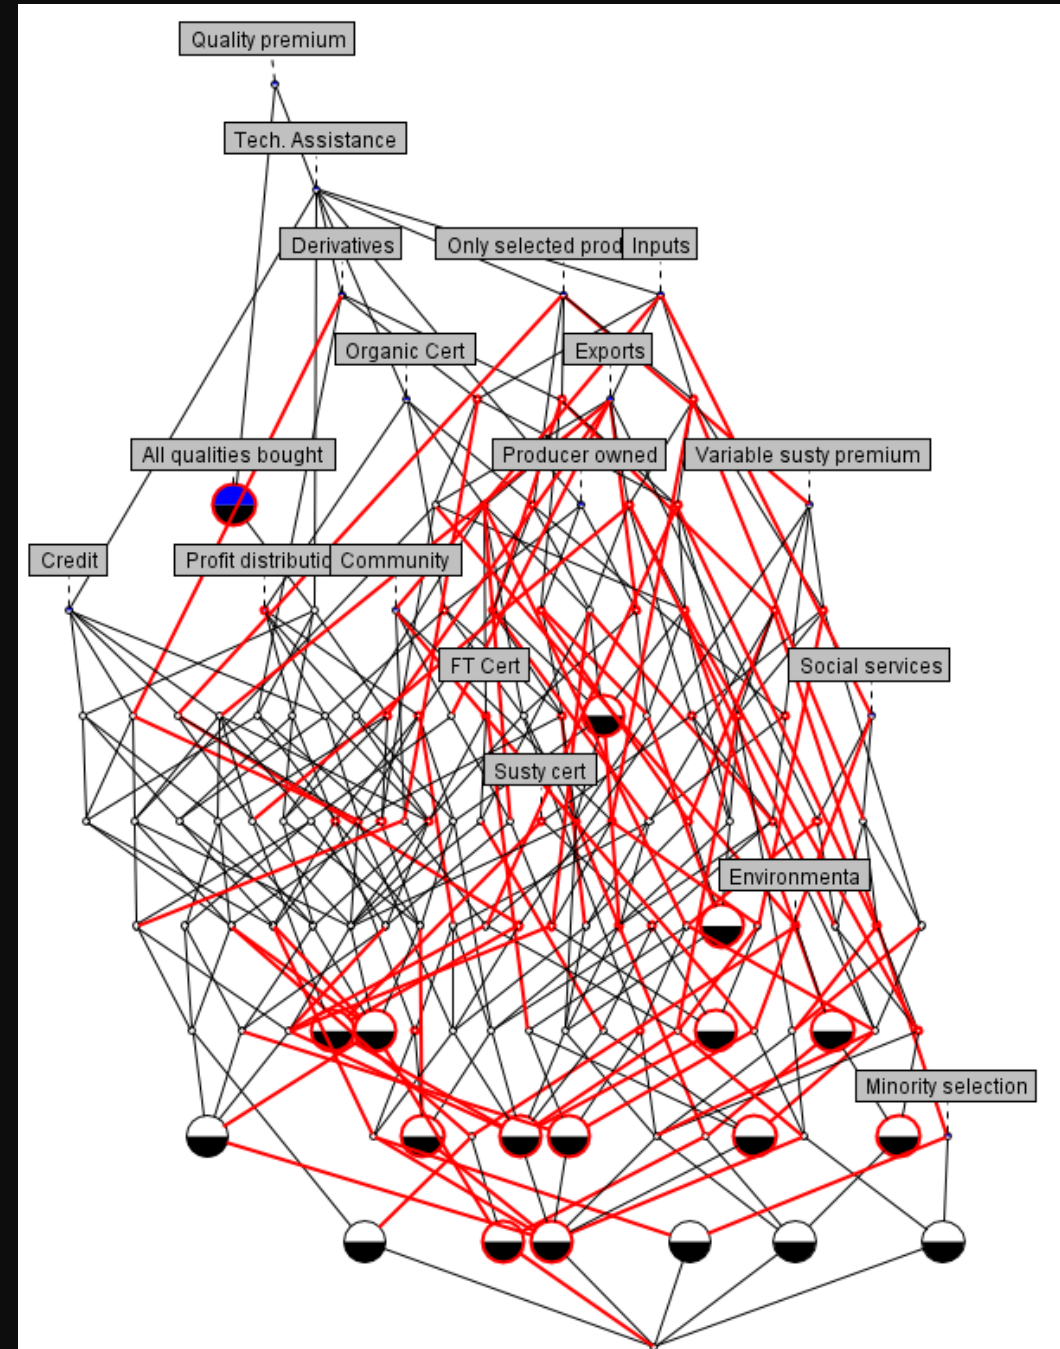 Quality premium
Tech. Assistance
Derivatives
Only selected prod
Inputs
Organic Cert
Exports
All qualities bought
Producer owned
Variable susty premium
Credit
Profit distributic
Community
FT Cert
Social services
Susty cert
Environmenta
Minority selection